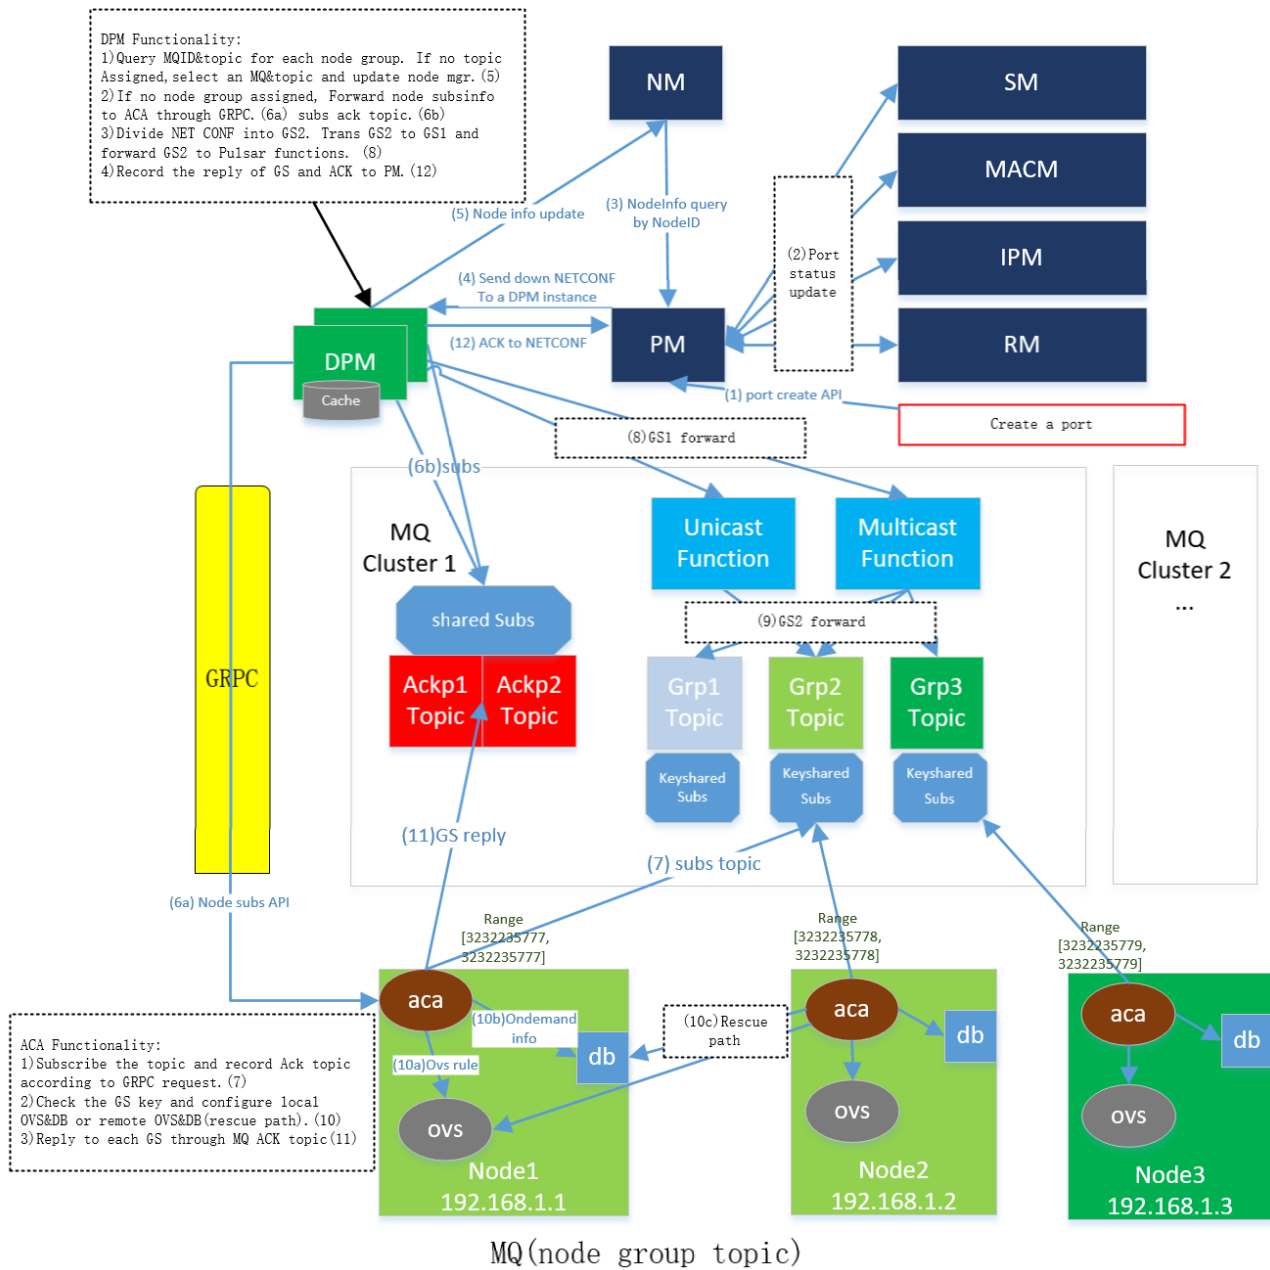 DPM Functionality:
1)Query MQID&topic for each node group. If no topic
Assigned,select an MQ&topic and update node mgr.(5)
2)If no node group assigned, Forward node subsinfo
to ACA through GRPC.(6a) subs ack topic.(6b)
3)Divide NET CONF into GS2. Trans GS2 to GS1 and
forward GS2 to Pulsar functions. (8)
4)Record the reply of GS and ACK to PM.(12)
NM
SM
MACM
IPM
RM
(5) Node info update
(3) NodeInfo query
by NodeID
(2)Port
status
update
(4) Send down NETCONF
To a DPM instance
(12) ACK to NETCONF
PM
DPM
Cache
(1) port create API
Create a port
(8)GS1 forward
(6b)subs
MQ
Cluster 1
Unicast
Function
Multicast
Function
MQ
Cluster 2
...
shared Subs
(9)GS2 forward
GRPC
Ackp1
Topic
Ackp2
Topic
Grp1
Topic
Grp2
Topic
Grp3
Topic
Keyshared
Subs
Keyshared
Subs
Keyshared
Subs
(11)GS reply
(7) subs topic
(6a) Node subs API
Range
[3232235777,
3232235777]
Range
[3232235778,
3232235778]
Range
[3232235779,
3232235779]
aca
(10b)Ondemand
info
db
(10a)Ovs rule
ovs
Node1
192.168.1.1
(10c)Rescue
path
aca
db
ovs
Node2
192.168.1.2
aca
db
ovs
Node3
192.168.1.3
ACA Functionality:
1)Subscribe the topic and record Ack topic
according to GRPC request.(7)
2)Check the GS key and configure local
OVS&DB or remote OVS&DB(rescue path).(10)
3)Reply to each GS through MQ ACK topic(11)
MQ(node group topic)